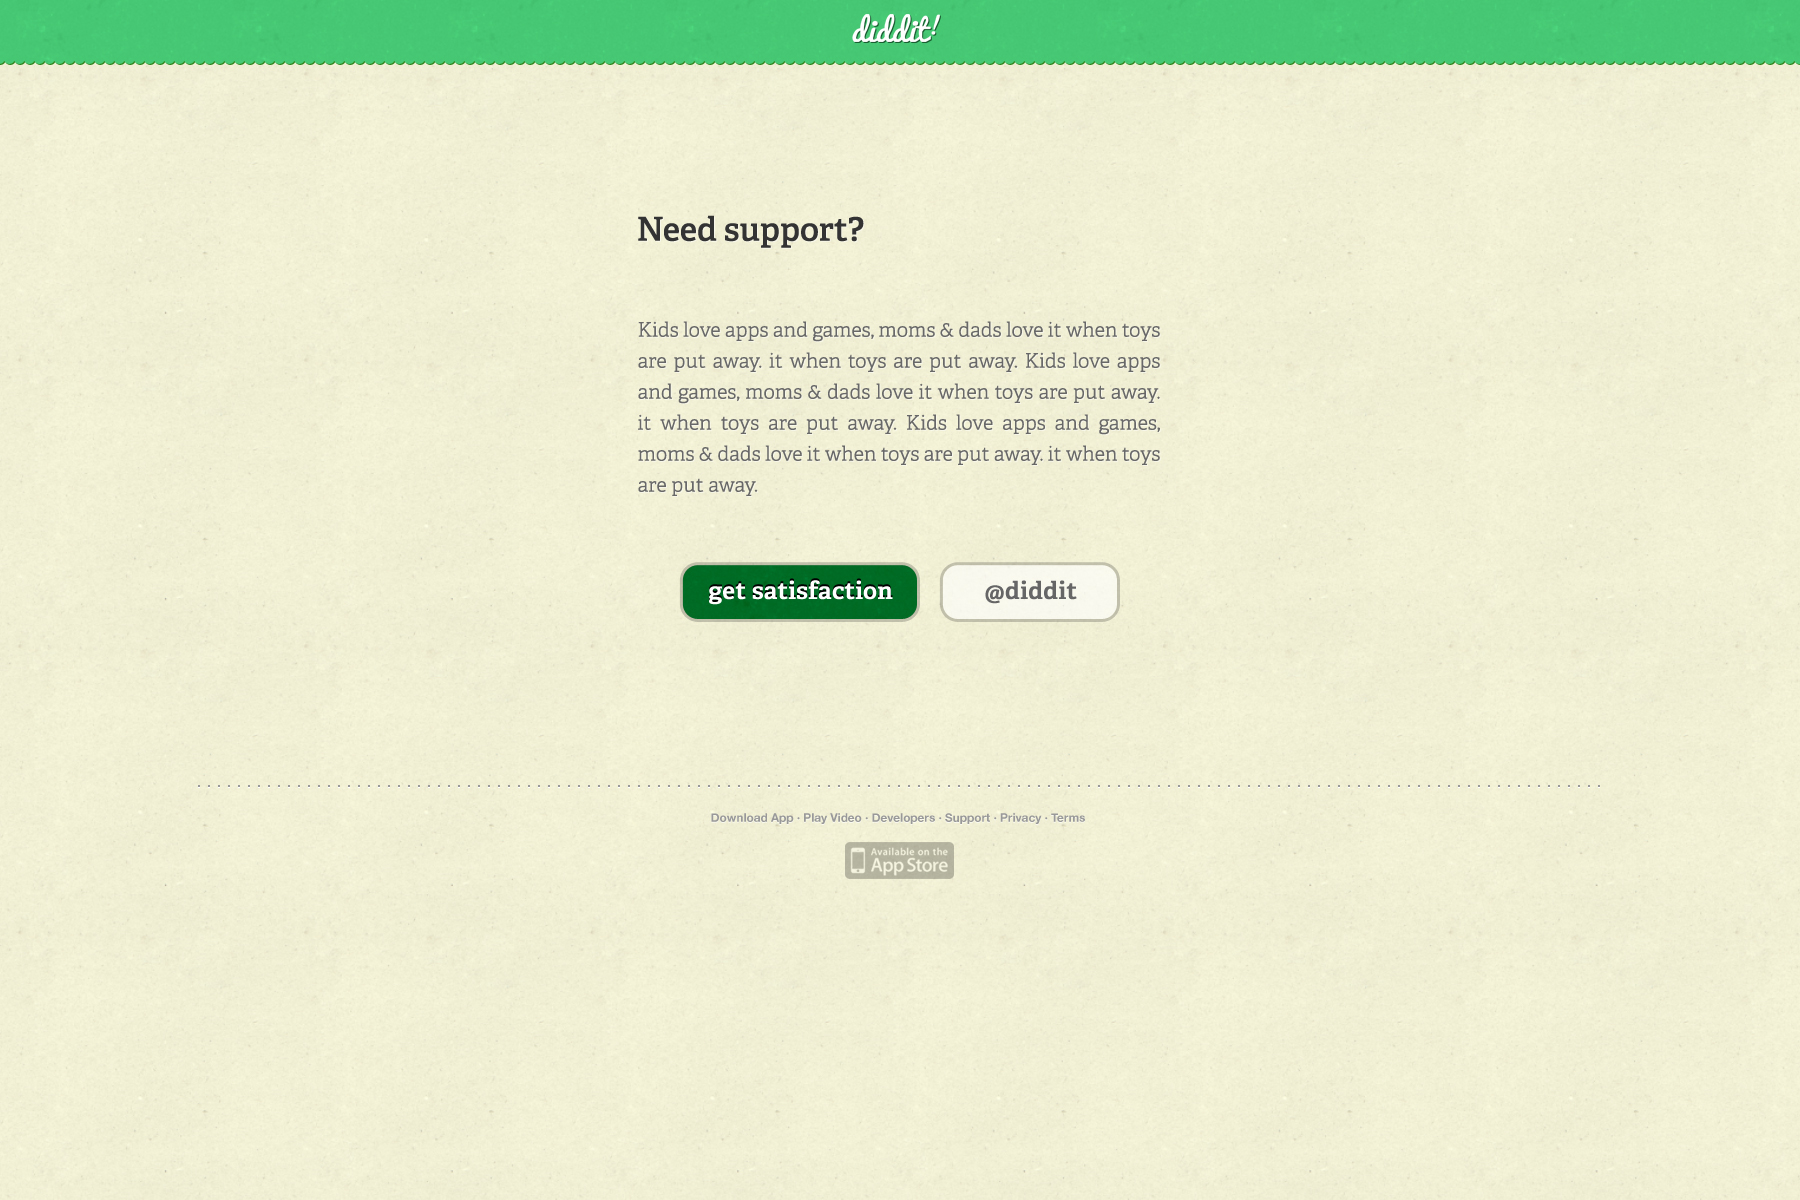 diddit!
Need support?
Kids love apps and games, moms & dads love it when toys
are put away. it when toys are put away. Kids love apps
and games, moms & dads love it when toys are put away.
it when toys are put away. Kids love apps and games,
moms & dads love it when toys are put away. it when toys
are put away.
get satisfaction
@diddit
Download App · Play Video · Developers · Support · Privacy · Terms
Available on the
App Store